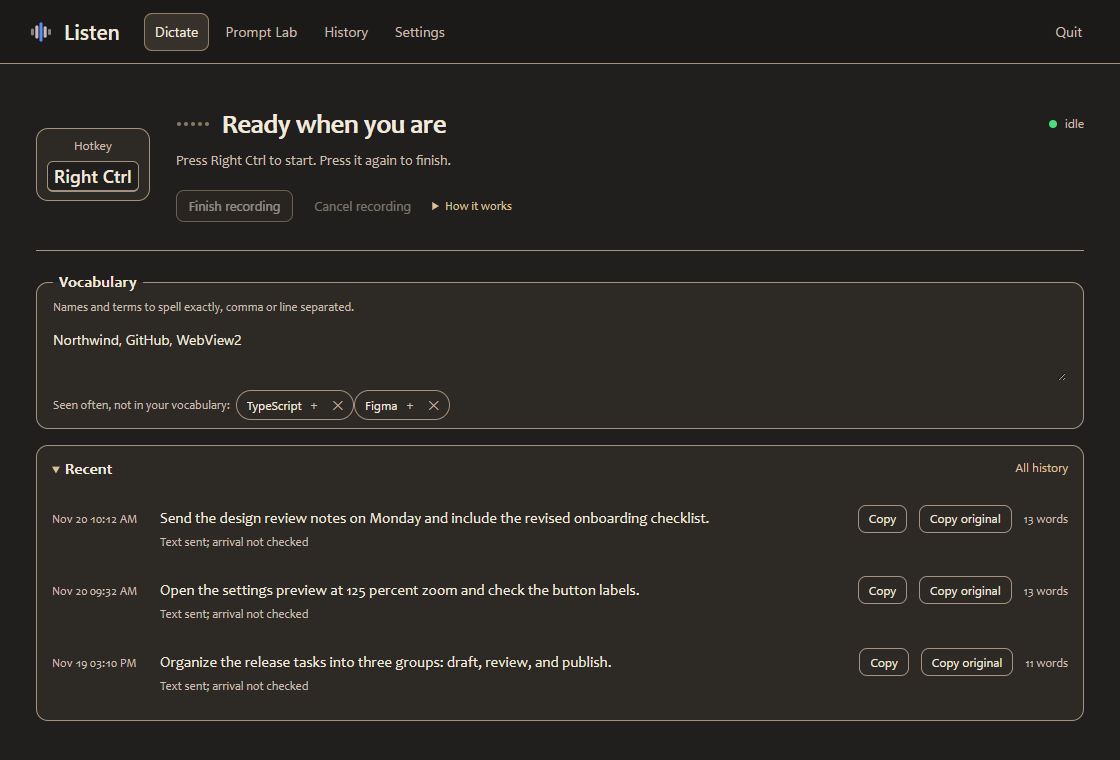 Listen Dictate Prompt Lab History Settings Quit
Ready when you are
idle
Hotkey
Right Ctrl
Press Right Ctrl to start. Press it again to finish.
Finish recording Cancel recording How it works
Vocabulary
Names and terms to spell exactly, comma or line separated.
Northwind, GitHub, WebView2
Seen often, not in your vocabulary: TypeScript + × Figma + ×
Recent All history
Nov 20 10:12 AM Send the design review notes on Monday and include the revised onboarding checklist. Copy Copy original 13 words
Text sent; arrival not checked
Nov 20 09:32 AM Open the settings preview at 125 percent zoom and check the button labels. Copy Copy original 13 words
Text sent; arrival not checked
Nov 19 03:10 PM Organize the release tasks into three groups: draft, review, and publish. Copy Copy original 11 words
Text sent; arrival not checked